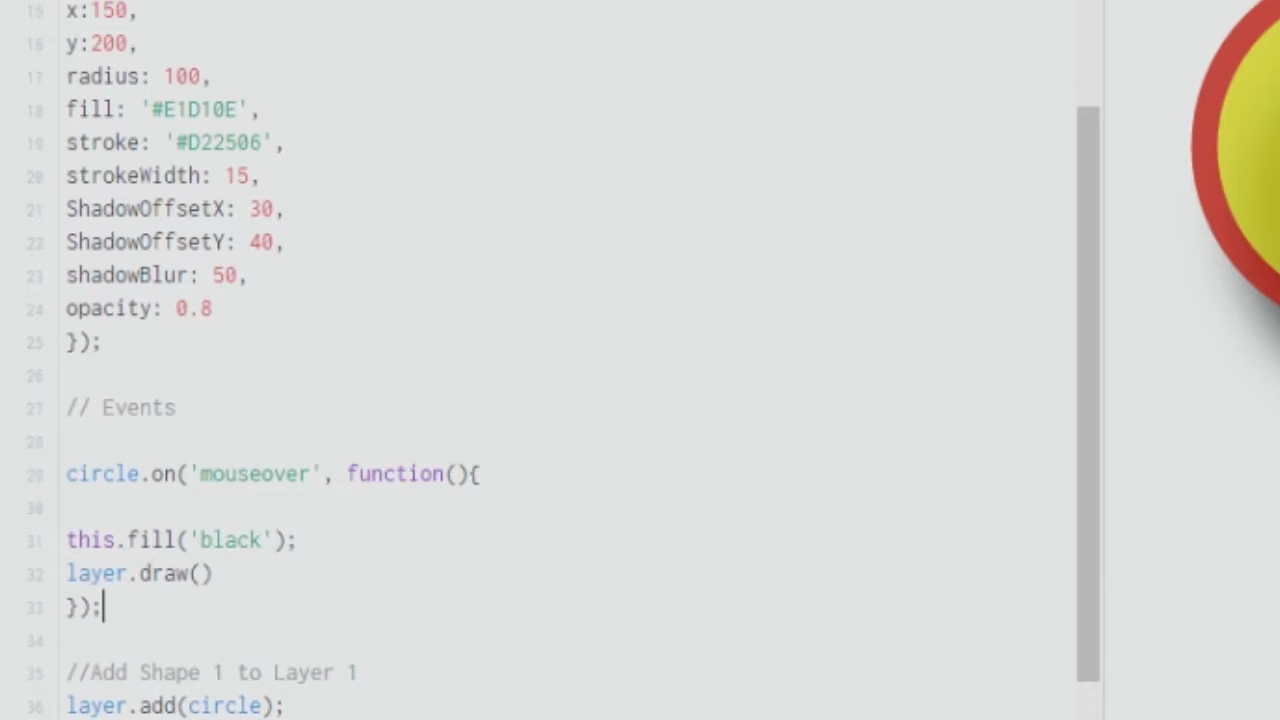 15 x:150,
16 y:200,
17 radius: 100,
18 fill: '#E1D10E',
19 stroke: '#D22506',
20 strokeWidth: 15,
21 ShadowOffsetX: 30,
22 ShadowOffsetY: 40,
23 shadowBlur: 50,
24 opacity: 0.8
25 });
26
27 // Events
28
29 circle.on('mouseover', function(){
30
31 this.fill('black');
32 layer.draw()
33 });
34
35 //Add Shape 1 to Layer 1
36 layer.add(circle);